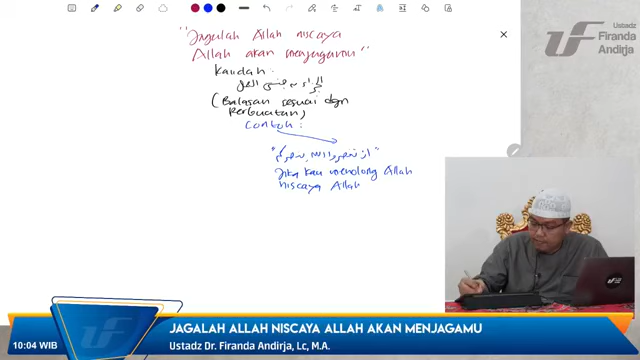 Ustadz
Firanda
Andirja
"Jagalah Allah niscaya
Allah akan menjagamu"
Kaidah :
الجزاء من جنس العمل
(Balasan sesuai dgn
Perbuatan)
Contoh :
"إن تنصروا الله ينصركم"
Jika kau menolong Allah
niscaya Allah
JAGALAH ALLAH NISCAYA ALLAH AKAN MENJAGAMU
10:04 WIB
Ustadz Dr. Firanda Andirja, Lc, M.A.